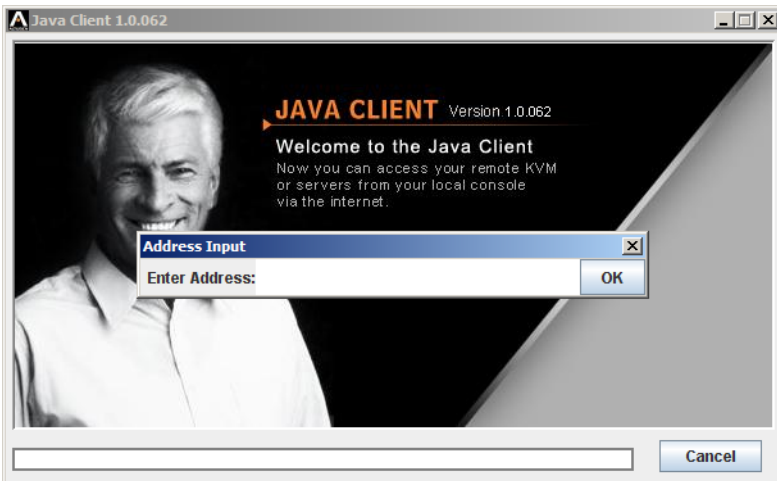 Java Client 1.0.062
JAVA CLIENT Version 1.0.062
Welcome to the Java Client
Now you can access your remote KVM
or servers from your local console
via the internet.
Address Input
Enter Address:
OK
Cancel